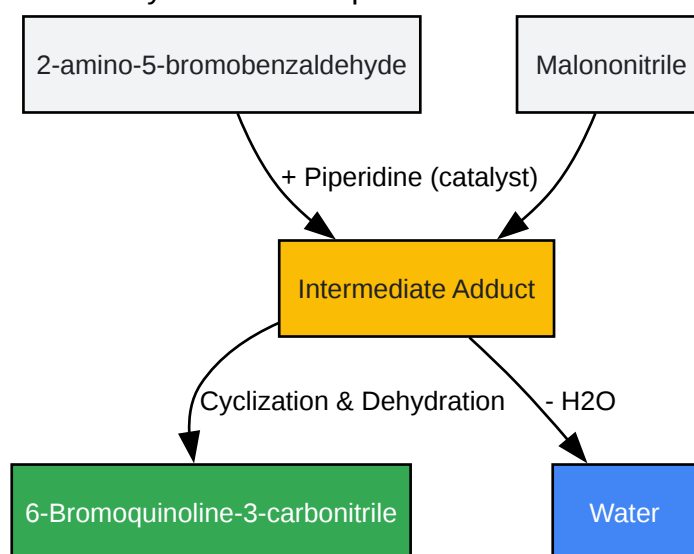 2-amino-5-bromobenzaldehyde
Malononitrile
+ Piperidine (catalyst)
Intermediate Adduct
Cyclization & Dehydration
- H2O
6-Bromoquinoline-3-carbonitrile
Water